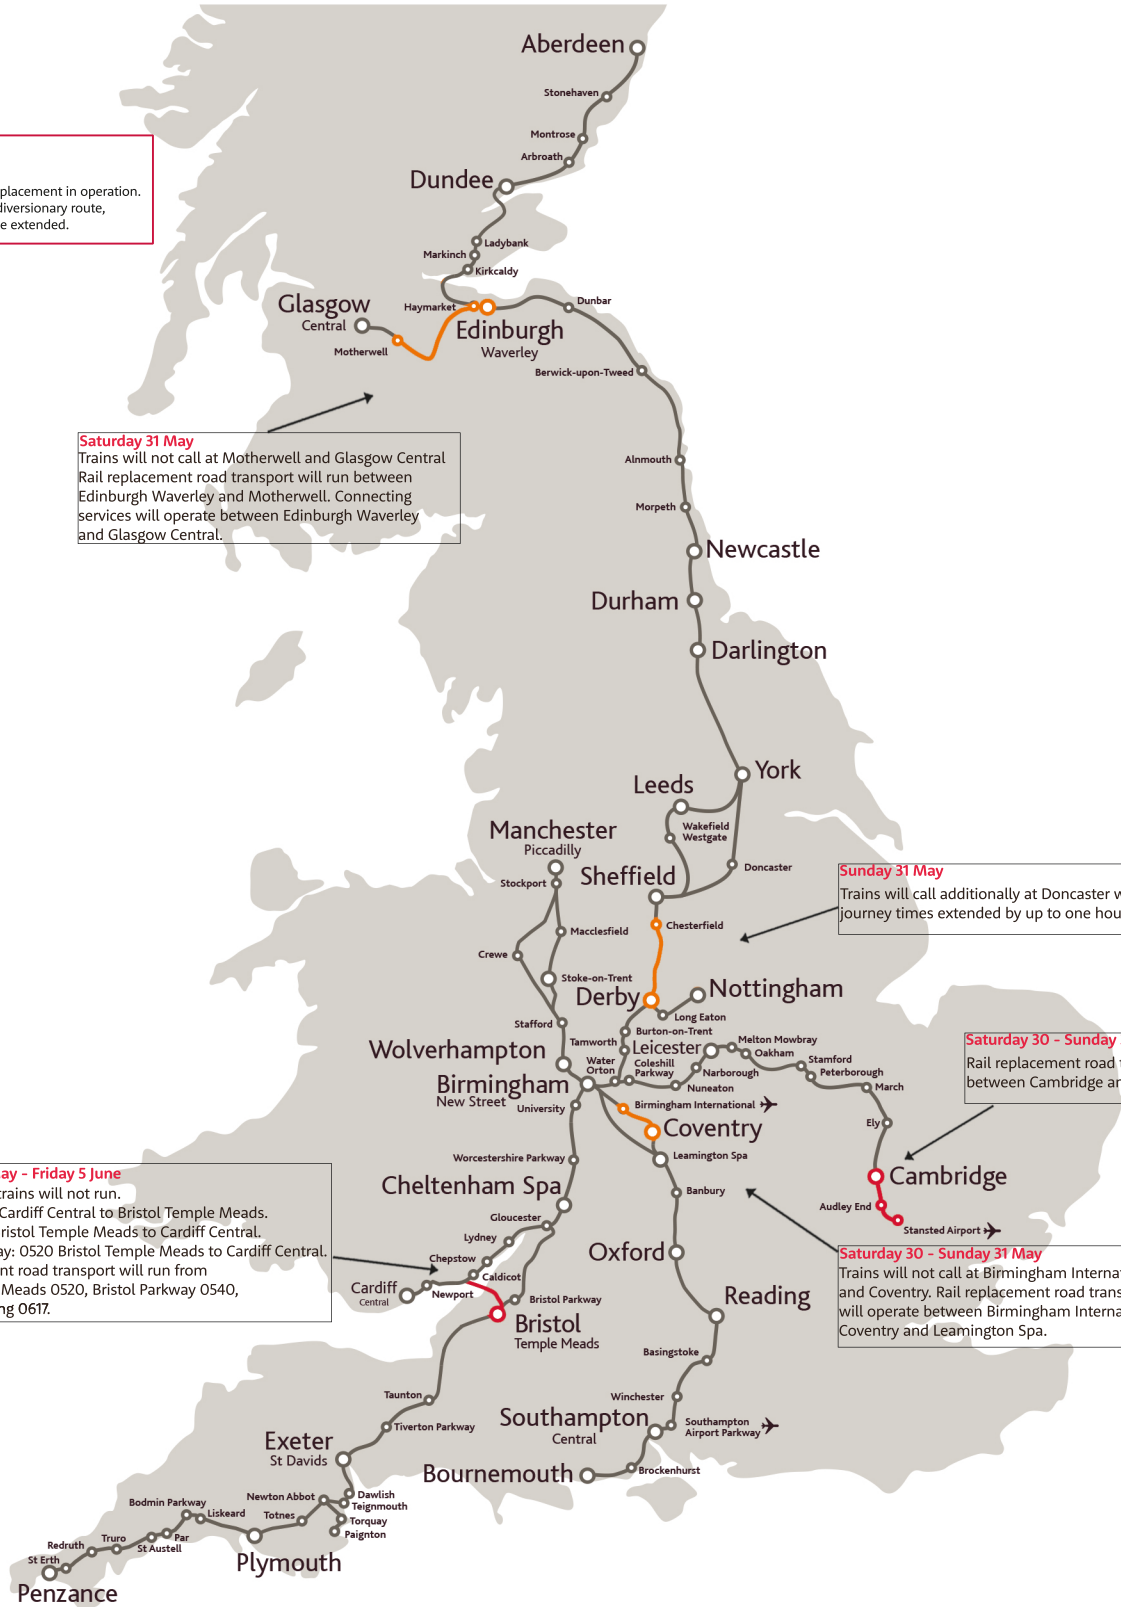 Aberdeen
Stonehaven
Montrose
Arbroath
placement in operation.
diversionary route,
e extended.
Dundee
Ladybank
Markinch
Kirkcaldy
Glasgow
Central
Haymarket
Dunbar
Edinburgh
Waverley
Motherwell
Berwick-upon-Tweed
Saturday 31 May
Trains will not call at Motherwell and Glasgow Central
Rail replacement road transport will run between
Edinburgh Waverley and Motherwell. Connecting
services will operate between Edinburgh Waverley
and Glasgow Central.
Alnmouth
Morpeth
Newcastle
Durham
Darlington
York
Leeds
Wakefield
Westgate
Manchester
Piccadilly
Stockport
Sheffield
Doncaster
Sunday 31 May
Trains will call additionally at Doncaster w
journey times extended by up to one hou
Chesterfield
Macclesfield
Crewe
Stoke-on-Trent
Derby
Nottingham
Long Eaton
Stafford
Burton-on-Trent
Tamworth
Wolverhampton
Leicester
Melton Mowbray
Oakham
Stamford
Peterborough
March
Saturday 30 - Sunday
Rail replacement road t
between Cambridge an
Water
Orton
Coleshill
Parkway
Narborough
Nuneaton
Birmingham
New Street
University
Birmingham International
Coventry
Ely
Leamington Spa
Worcestershire Parkway
Cambridge
Cheltenham Spa
Banbury
Audley End
Stansted Airport
ay - Friday 5 June
trains will not run.
Cardiff Central to Bristol Temple Meads.
ristol Temple Meads to Cardiff Central.
ay: 0520 Bristol Temple Meads to Cardiff Central.
nt road transport will run from
Meads 0520, Bristol Parkway 0540,
ng 0617.
Gloucester
Lydney
Chepstow
Caldicot
Cardiff
Central
Newport
Bristol Parkway
Bristol
Temple Meads
Oxford
Saturday 30 - Sunday 31 May
Trains will not call at Birmingham Interna
and Coventry. Rail replacement road trans
will operate between Birmingham Interna
Coventry and Leamington Spa.
Reading
Basingstoke
Winchester
Taunton
Tiverton Parkway
Southampton
Central
Southampton
Airport Parkway
Exeter
St Davids
Bournemouth
Brockenhurst
Dawlish
Teignmouth
Newton Abbot
Torquay
Paignton
Totnes
Bodmin Parkway
Liskeard
Par
St Austell
Truro
Redruth
St Erth
Plymouth
Penzance